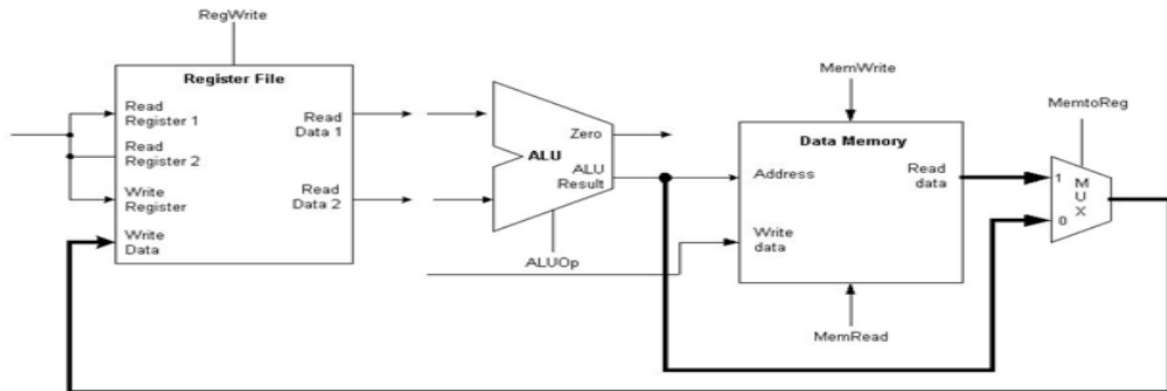 RegWrite
Register File
Read
Register 1
Read
Register 2
Write
Register
Write
Data
Read
Data 1
Read
Data 2
Zero
ALU
ALU
Result
ALUOp
MemWrite
Data Memory
Address
Write
data
Read
data
MemRead
MemtoReg
1
0
M
U
X